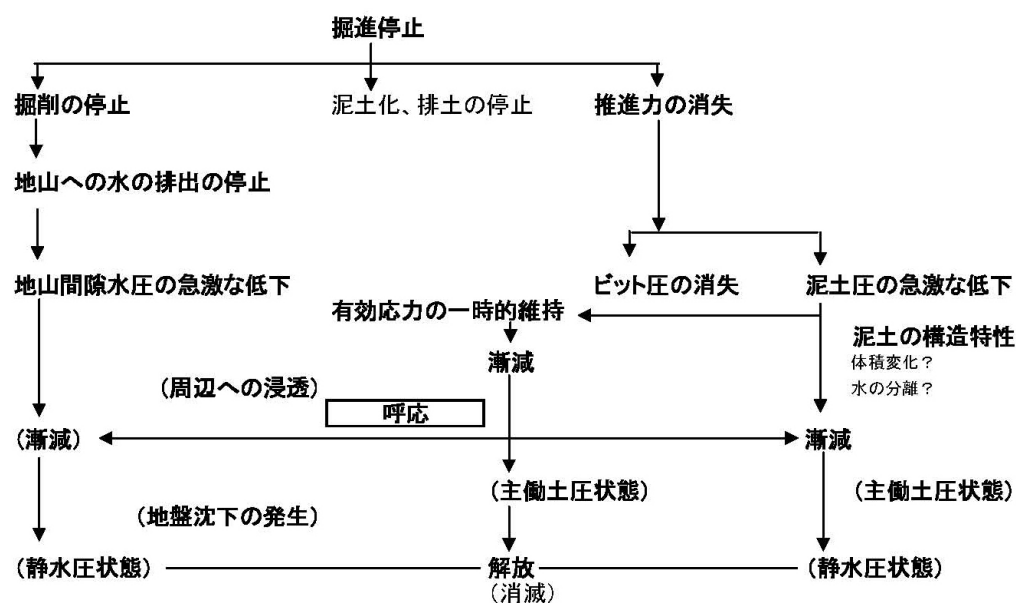 掘進停止
掘削の停止
泥土化、排土の停止
推進力の消失
地山への水の排出の停止
地山間隙水圧の急激な低下
ビット圧の消失
泥土圧の急激な低下
有効応力の一時的維持
泥土の構造特性
体積変化？
水の分離？
漸減
(周辺への浸透)
呼応
(漸減)
漸減
(主働土圧状態)
(主働土圧状態)
(地盤沈下の発生)
(静水圧状態)
解放
(消滅)
(静水圧状態)